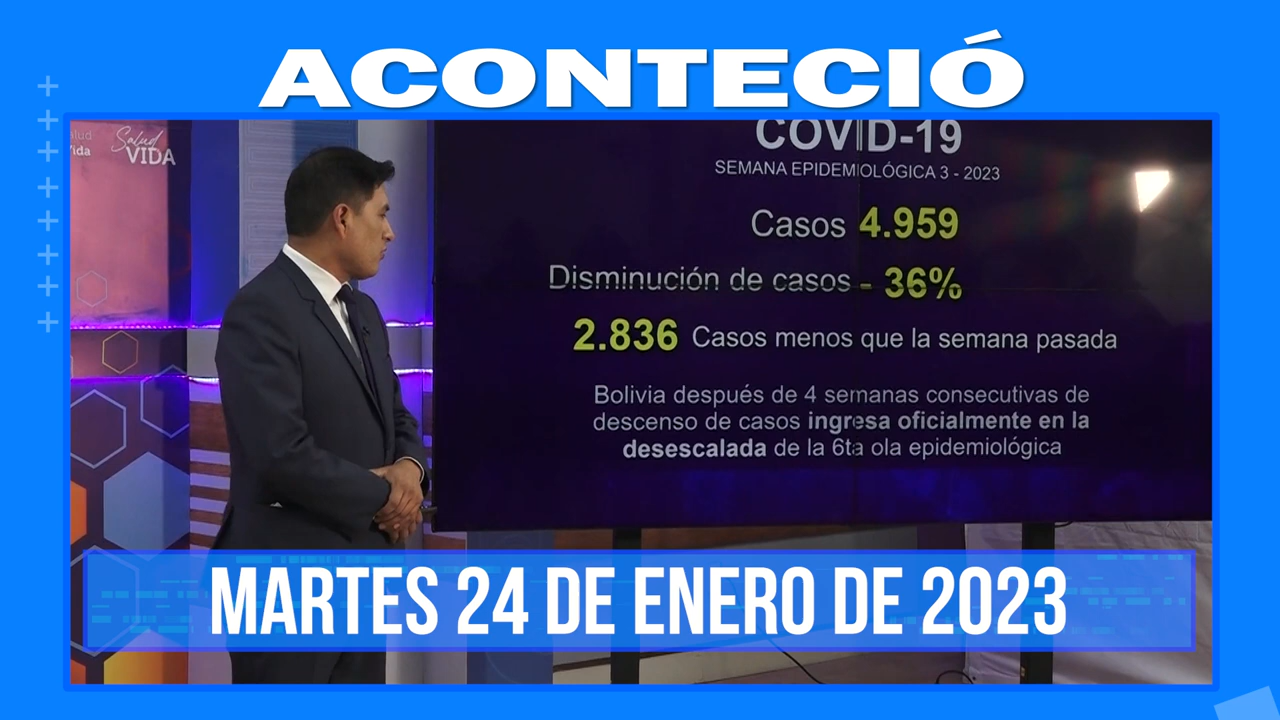 ACONTECIÓ
alud
ida
Salud
VIDA
COVID-19
SEMANA EPIDEMIOLÓGICA 3 - 2023
Casos 4.959
Disminución de casos - 36%
2.836 Casos menos que la semana pasada
Bolivia después de 4 semanas consecutivas de
descenso de casos ingresa oficialmente en la
desescalada de la 6ta ola epidemiológica
MARTES 24 DE ENERO DE 2023